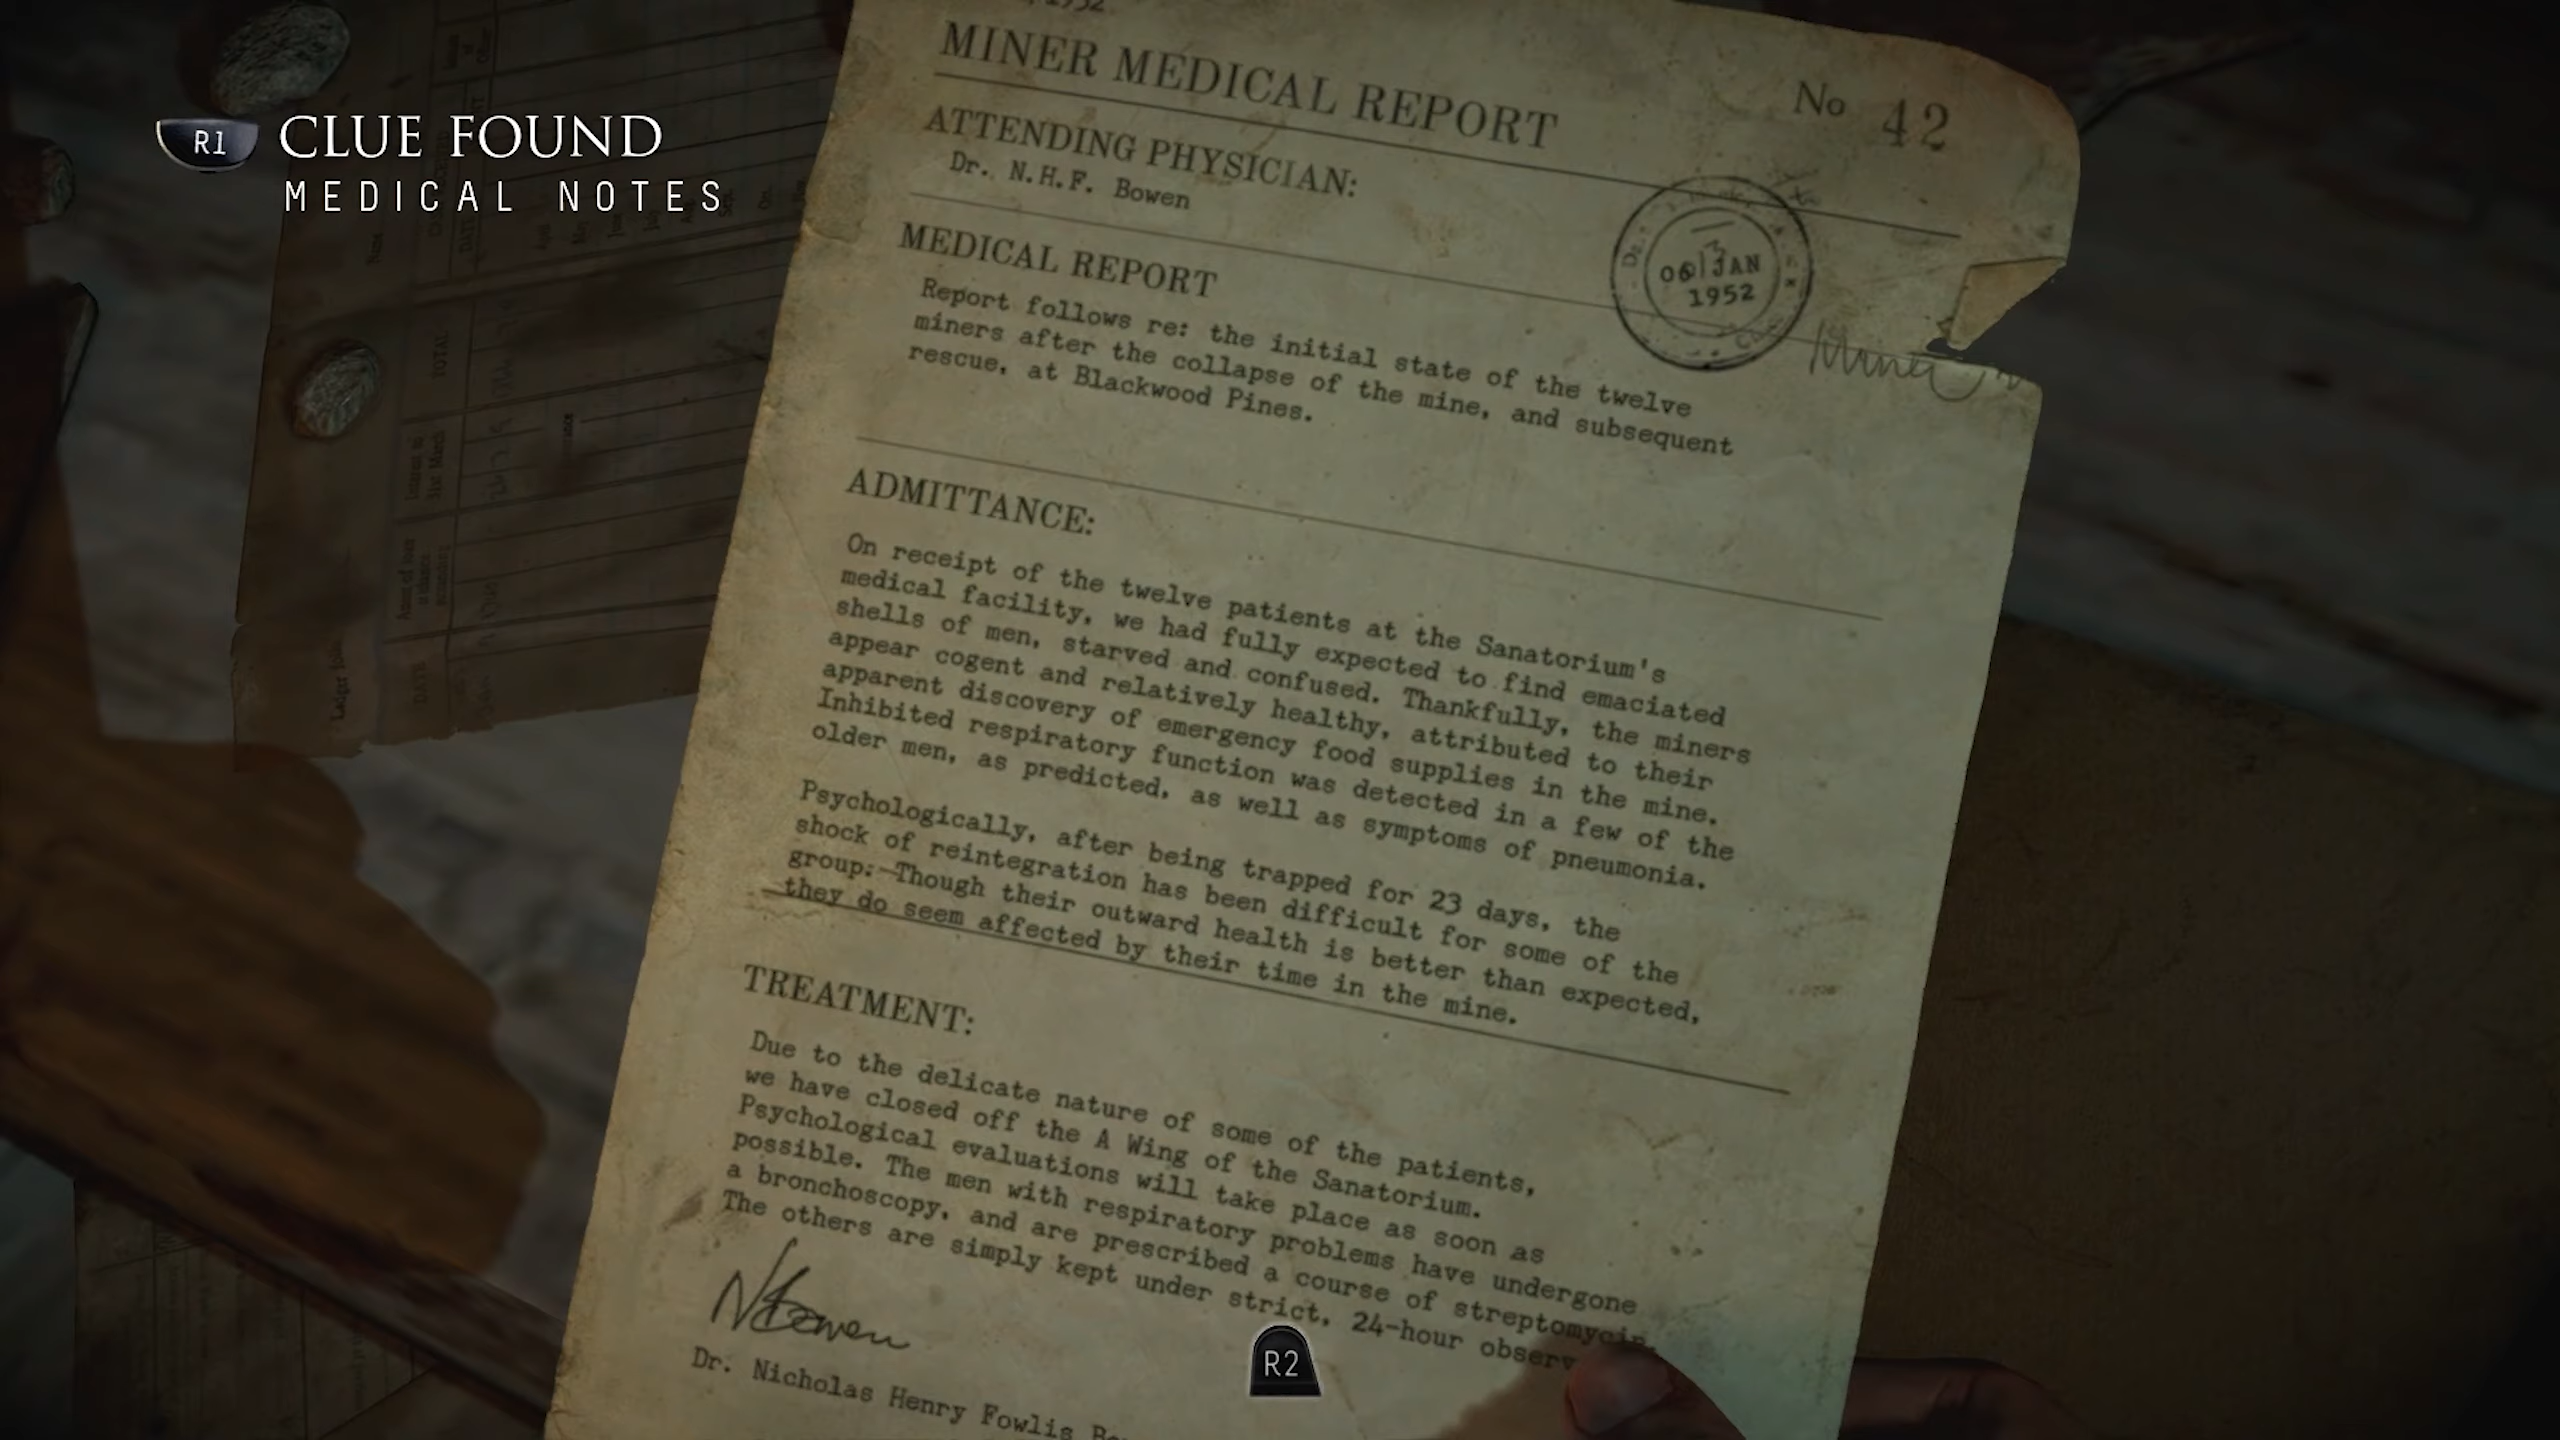 1952
MINER MEDICAL REPORT
No 42
R1 CLUE FOUND
MEDICAL NOTES
ATTENDING PHYSICIAN:
Dr. N.H.F. Bowen
JAN
1952
MEDICAL REPORT
Report follows re: the initial state of the twelve
miners after the collapse of the mine, and subsequent
rescue, at Blackwood Pines.
ADMITTANCE:
On receipt of the twelve patients at the Sanatorium's
medical facility, we had fully expected to find emaciated
shells of men, starved and confused. Thankfully, the miners
appear cogent and relatively healthy, attributed to their
apparent discovery of emergency food supplies in the mine.
Inhibited respiratory function was detected in a few of the
older men, as predicted, as well as symptoms of pneumonia.
Psychologically, after being trapped for 23 days, the
shock of reintegration has been difficult for some of the
group: Though their outward health is better than expected,
they do seem affected by their time in the mine.
TREATMENT:
Due to the delicate nature of some of the patients,
we have closed off the A Wing of the Sanatorium.
Psychological evaluations will take place as soon as
possible. The men with respiratory problems have undergone
a bronchoscopy, and are prescribed a course of streptomycin.
The others are simply kept under strict, 24-hour observ
NBowen
R2
Dr. Nicholas Henry Fowlis
TOTAL
DATE